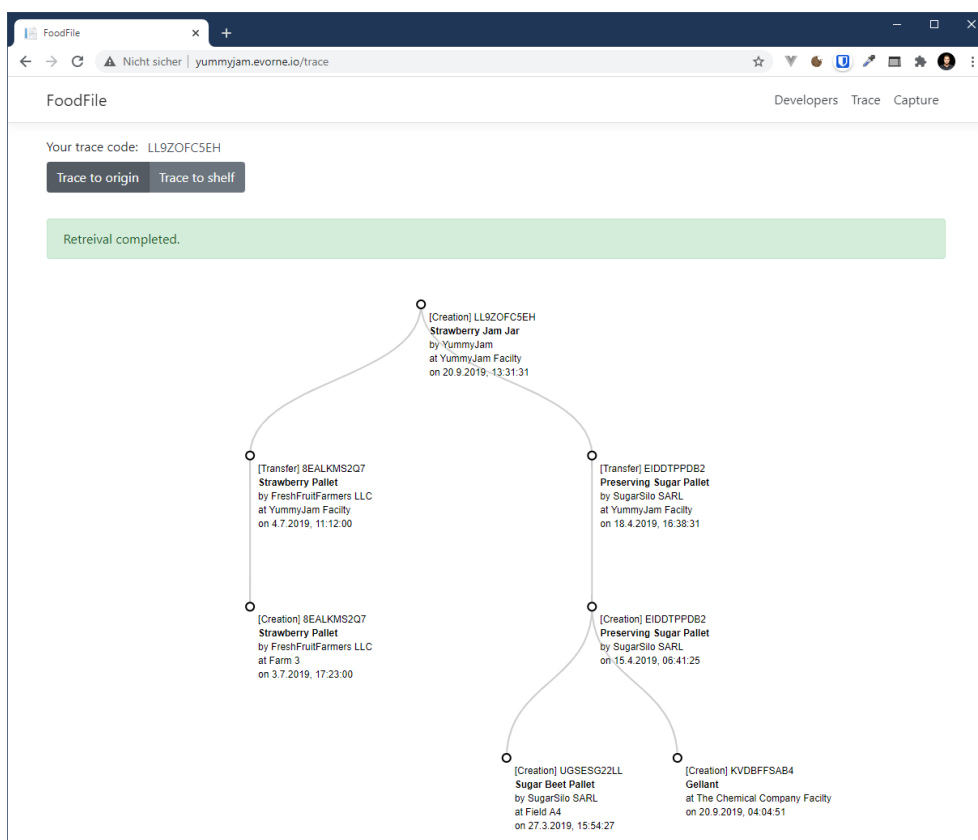 FoodFile
Nicht sicher | yummyjam.evorne.io/trace
FoodFile
Developers Trace Capture
Your trace code: LL9ZOFC5EH
Trace to origin Trace to shelf
Retreival completed.
[Creation] LL9ZOFC5EH
Strawberry Jam Jar
by YummyJam
at YummyJam Facilty
on 20.9.2019, 13:31:31
[Transfer] 8EALKMS2Q7
Strawberry Pallet
by FreshFruitFarmers LLC
at YummyJam Facilty
on 4.7.2019, 11:12:00
[Transfer] EIDDTPPDB2
Preserving Sugar Pallet
by SugarSilo SARL
at YummyJam Facilty
on 18.4.2019, 16:38:31
[Creation] 8EALKMS2Q7
Strawberry Pallet
by FreshFruitFarmers LLC
at Farm 3
on 3.7.2019, 17:23:00
[Creation] EIDDTPPDB2
Preserving Sugar Pallet
by SugarSilo SARL
on 15.4.2019, 06:41:25
[Creation] UGSESG22LL
Sugar Beet Pallet
by SugarSilo SARL
at Field A4
on 27.3.2019, 15:54:27
[Creation] KVDBFFSAB4
Gellant
at The Chemical Company Facilty
on 20.9.2019, 04:04:51